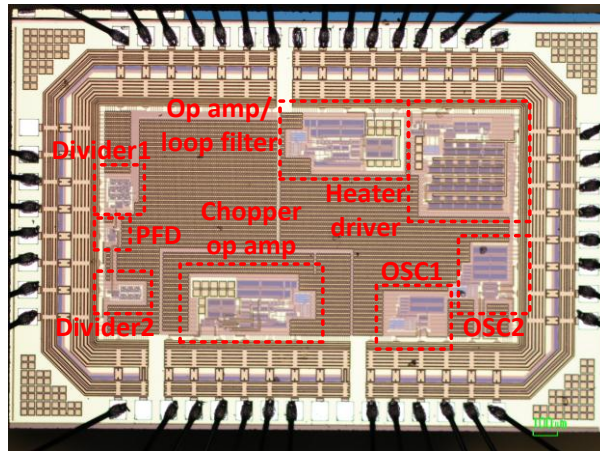 Op amp/
loop filter
Divider1
Heater
driver
PFD
Chopper
op amp
OSC1
Divider2
OSC2